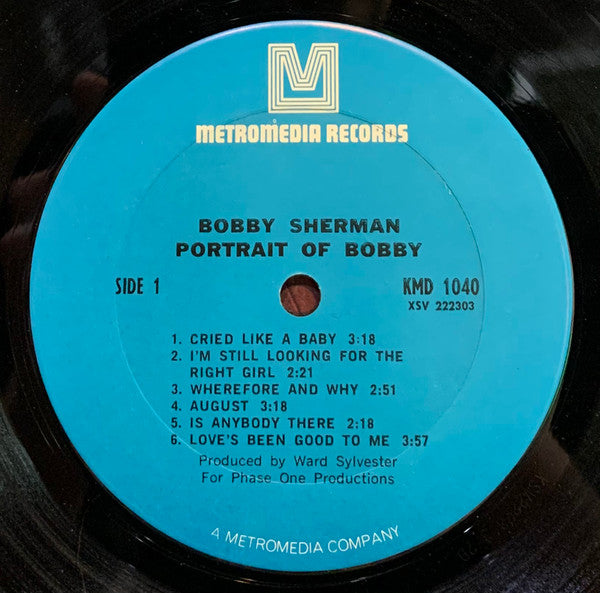 M
METROMEDIA RECORDS
BOBBY SHERMAN
PORTRAIT OF BOBBY
SIDE 1
KMD 1040
XSV 222303
1. CRIED LIKE A BABY 3:18
2. I'M STILL LOOKING FOR THE
RIGHT GIRL 2:21
3. WHEREFORE AND WHY 2:51
4. AUGUST 3:18
5. IS ANYBODY THERE 2:18
6. LOVE'S BEEN GOOD TO ME 3:57
Produced by Ward Sylvester
For Phase One Productions
A METROMEDIA COMPANY